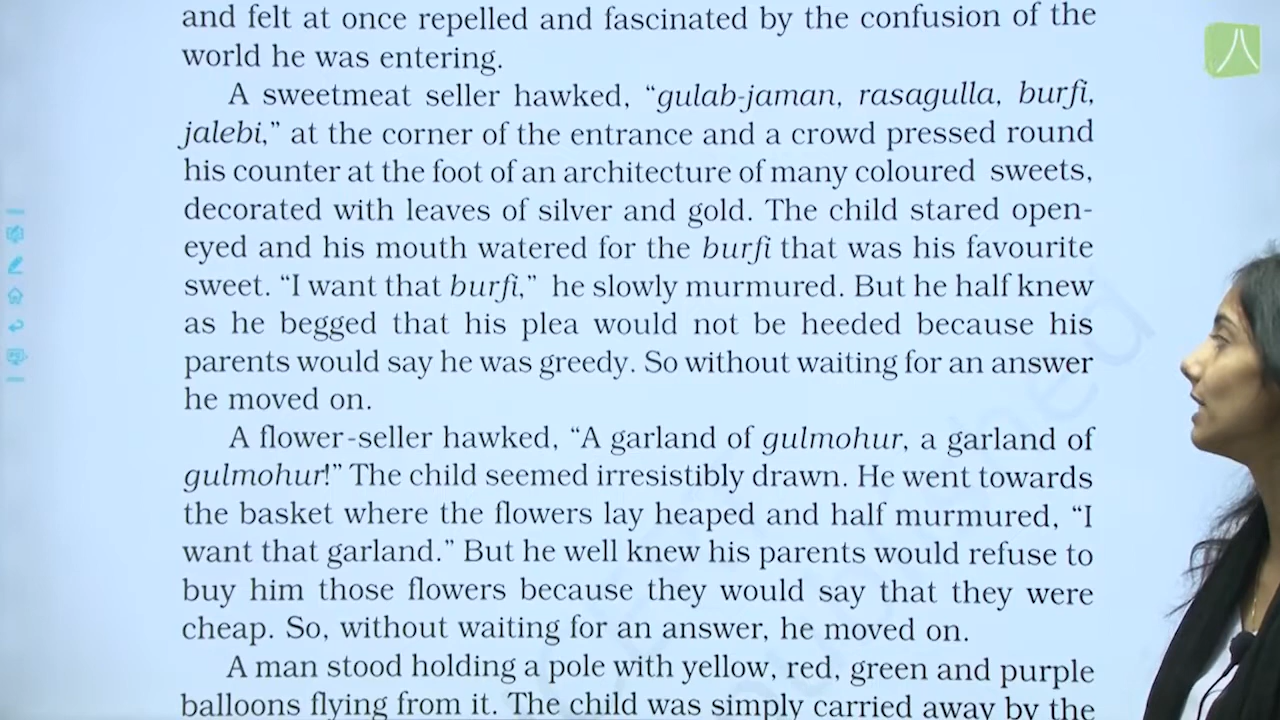 and felt at once repelled and fascinated by the confusion of the
world he was entering.
A sweetmeat seller hawked, “gulab-jaman, rasagulla, burfi,
jalebi,” at the corner of the entrance and a crowd pressed round
his counter at the foot of an architecture of many coloured sweets,
decorated with leaves of silver and gold. The child stared open-
eyed and his mouth watered for the burfi that was his favourite
sweet. “I want that burfi,” he slowly murmured. But he half knew
as he begged that his plea would not be heeded because his
parents would say he was greedy. So without waiting for an answer
he moved on.
A flower-seller hawked, “A garland of gulmohur, a garland of
gulmohur!” The child seemed irresistibly drawn. He went towards
the basket where the flowers lay heaped and half murmured, “I
want that garland.” But he well knew his parents would refuse to
buy him those flowers because they would say that they were
cheap. So, without waiting for an answer, he moved on.
A man stood holding a pole with yellow, red, green and purple
balloons flying from it. The child was simply carried away by the